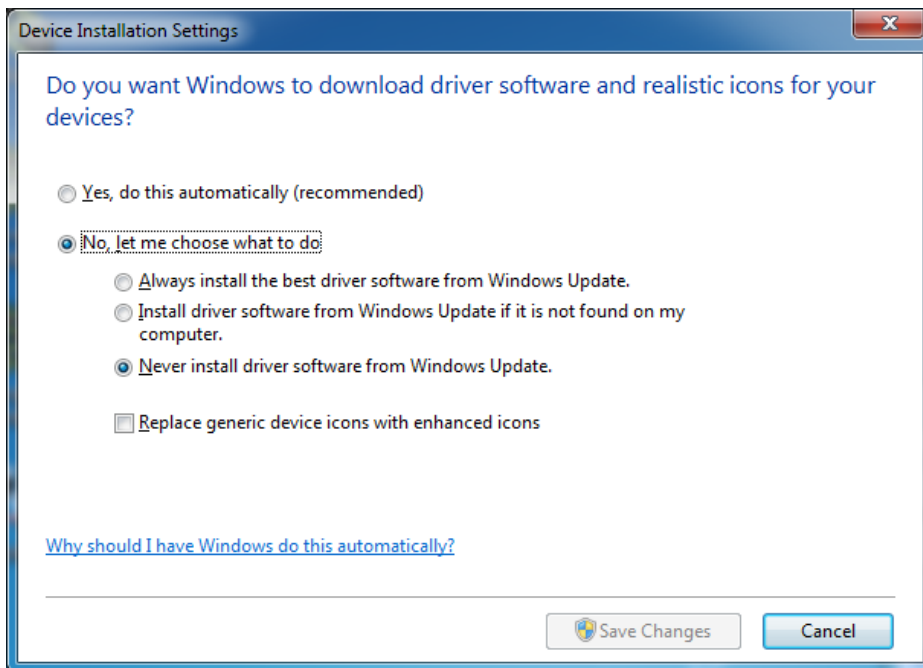 Device Installation Settings
Do you want Windows to download driver software and realistic icons for your
devices?
Yes, do this automatically (recommended)
No, let me choose what to do
Always install the best driver software from Windows Update.
Install driver software from Windows Update if it is not found on my
computer.
Never install driver software from Windows Update.
Replace generic device icons with enhanced icons
Why should I have Windows do this automatically?
Save Changes
Cancel